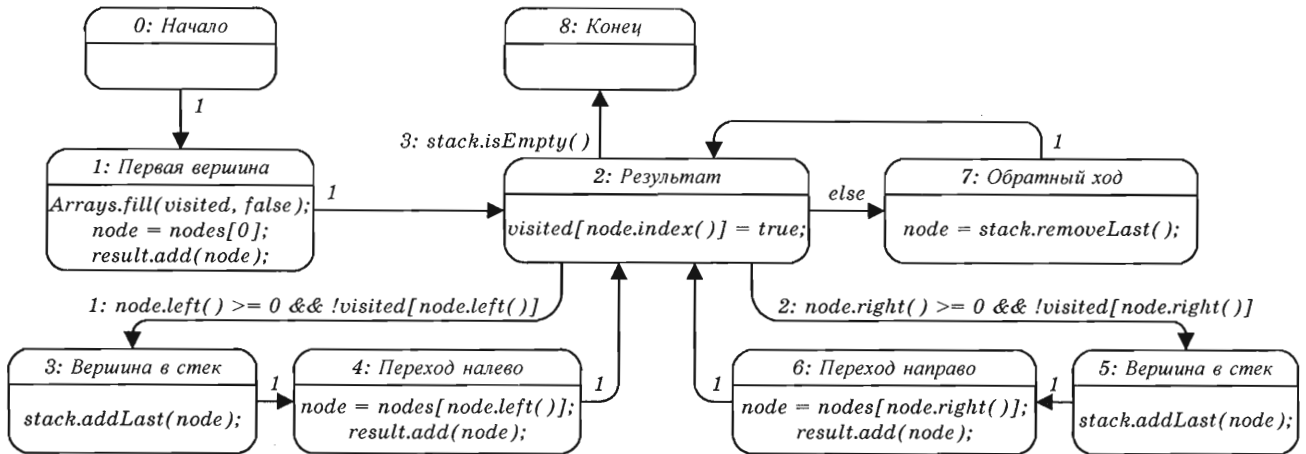 0: Начало
8: Конец
1
3: stack.isEmpty()
1
1: Первая вершина
Arrays.fill(visited, false);
node = nodes[0];
result.add(node);
1
2: Результат
visited[node.index()] = true;
else
7: Обратный ход
node = stack.removeLast();
1: node.left() >= 0 && !visited[node.left()]
2: node.right() >= 0 && !visited[node.right()]
3: Вершина в стек
stack.addLast(node);
1
4: Переход налево
node = nodes[node.left()];
result.add(node);
1
1
6: Переход направо
node = nodes[node.right()];
result.add(node);
1
5: Вершина в стек
stack.addLast(node);